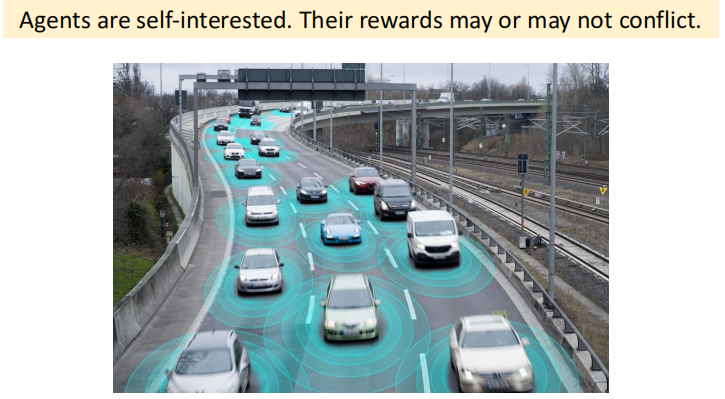 Agents are self-interested. Their rewards may or may not conflict.